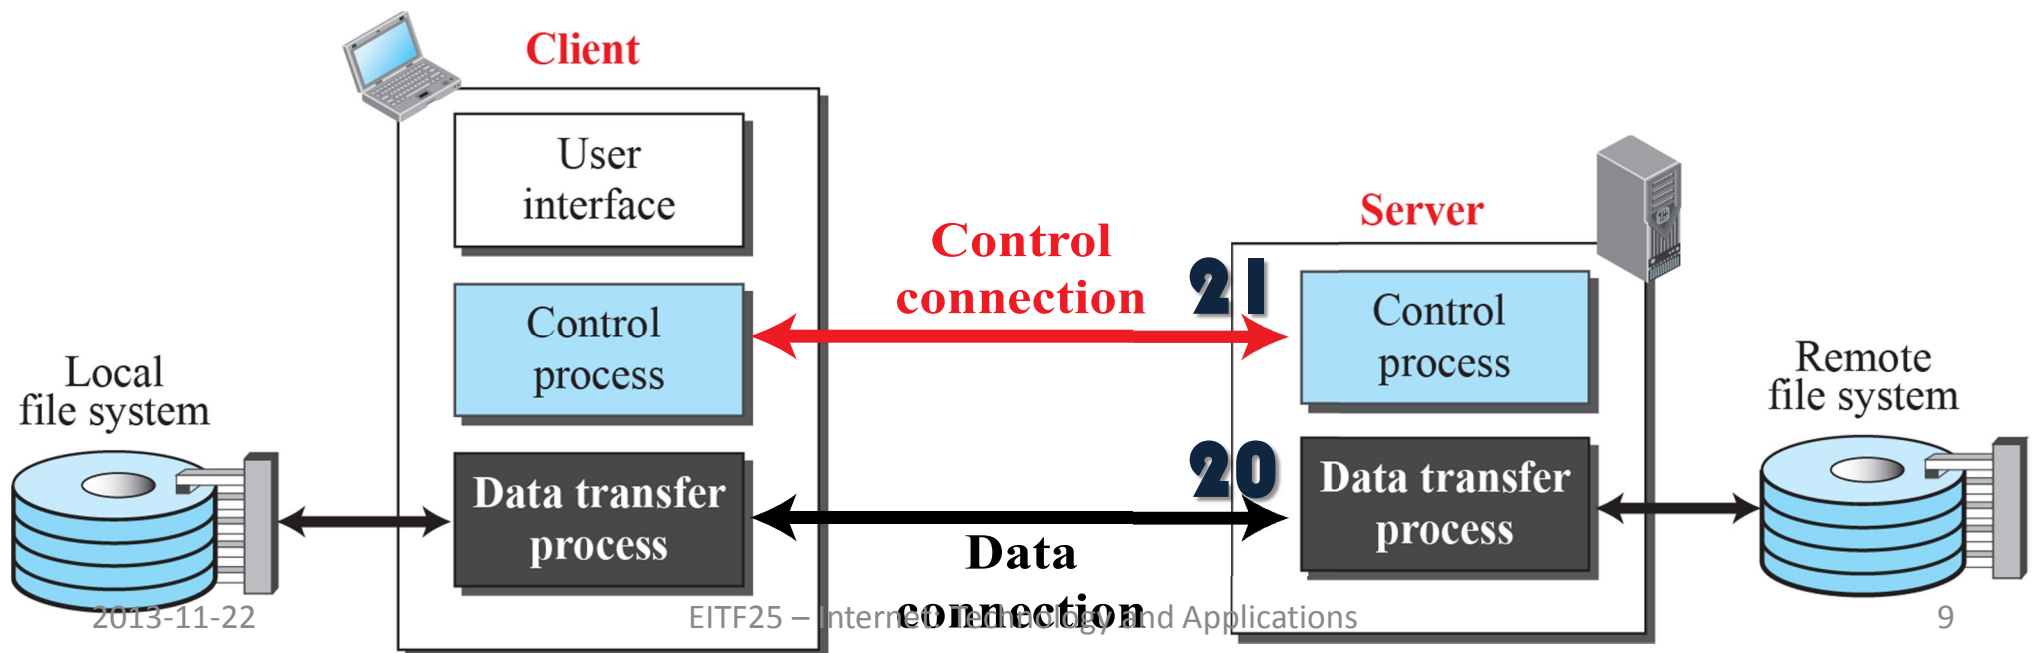 Client
User
interface
Control
process
Data transfer
process
Local
file system
Control
connection
21
20
Data
connection
Server
Control
process
Data transfer
process
Remote
file system
2013-11-22
EITF25 – Internet: Technology and Applications
9